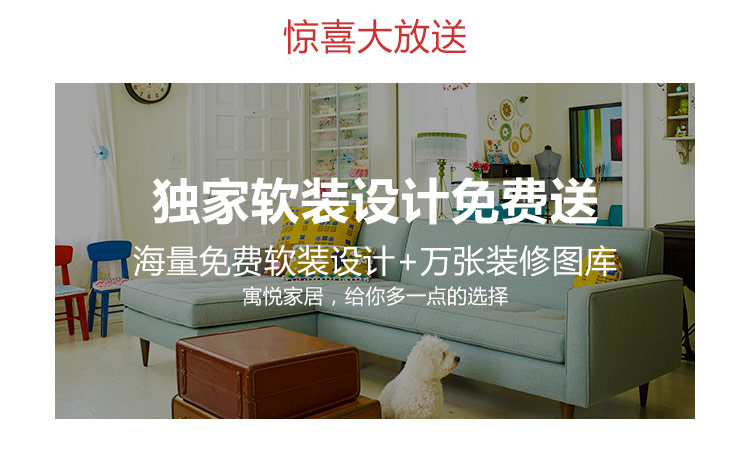 惊喜大放送
独家软装设计免费送
海量免费软装设计+万张装修图库
寓悦家居，给你多一点的选择